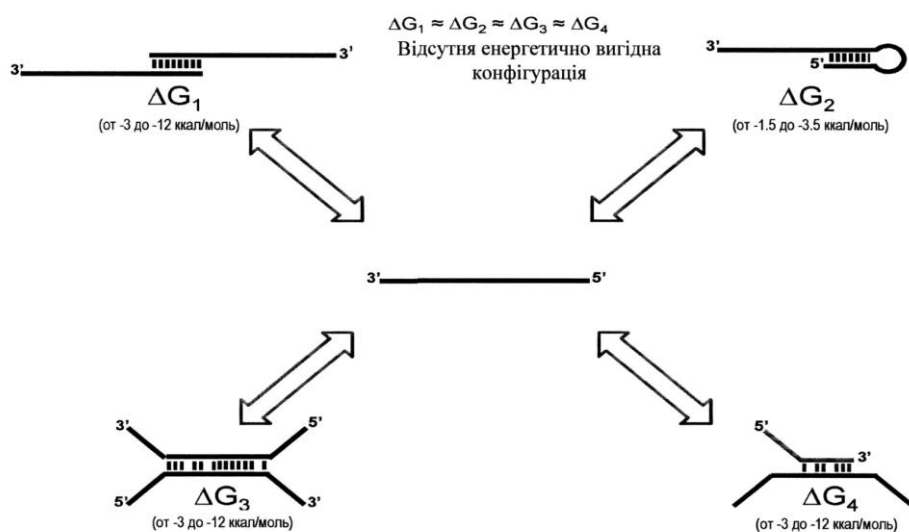 ΔG₁ ≈ ΔG₂ ≈ ΔG₃ ≈ ΔG₄
Відсутня енергетично вигідна
конфігурація
3'
3'
ΔG₁
(от -3 до -12 ккал/моль)
3'
5'
ΔG₂
(от -1.5 до -3.5 ккал/моль)
3'
5'
3'
5'
5'
3'
ΔG₃
(от -3 до -12 ккал/моль)
5'
3'
ΔG₄
(от -3 до -12 ккал/моль)